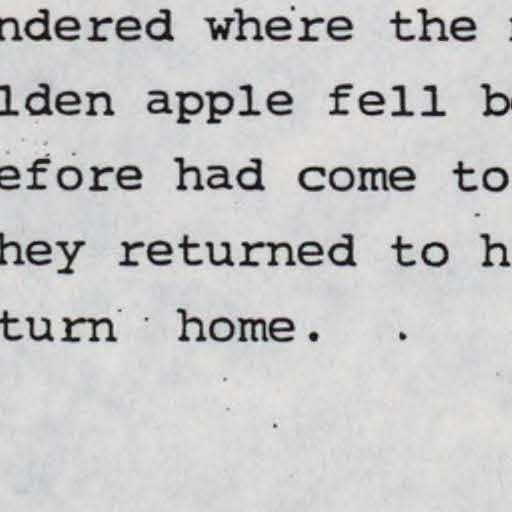 ndered where the
lden apple fell b
efore had come to
hey returned to h
turn home.